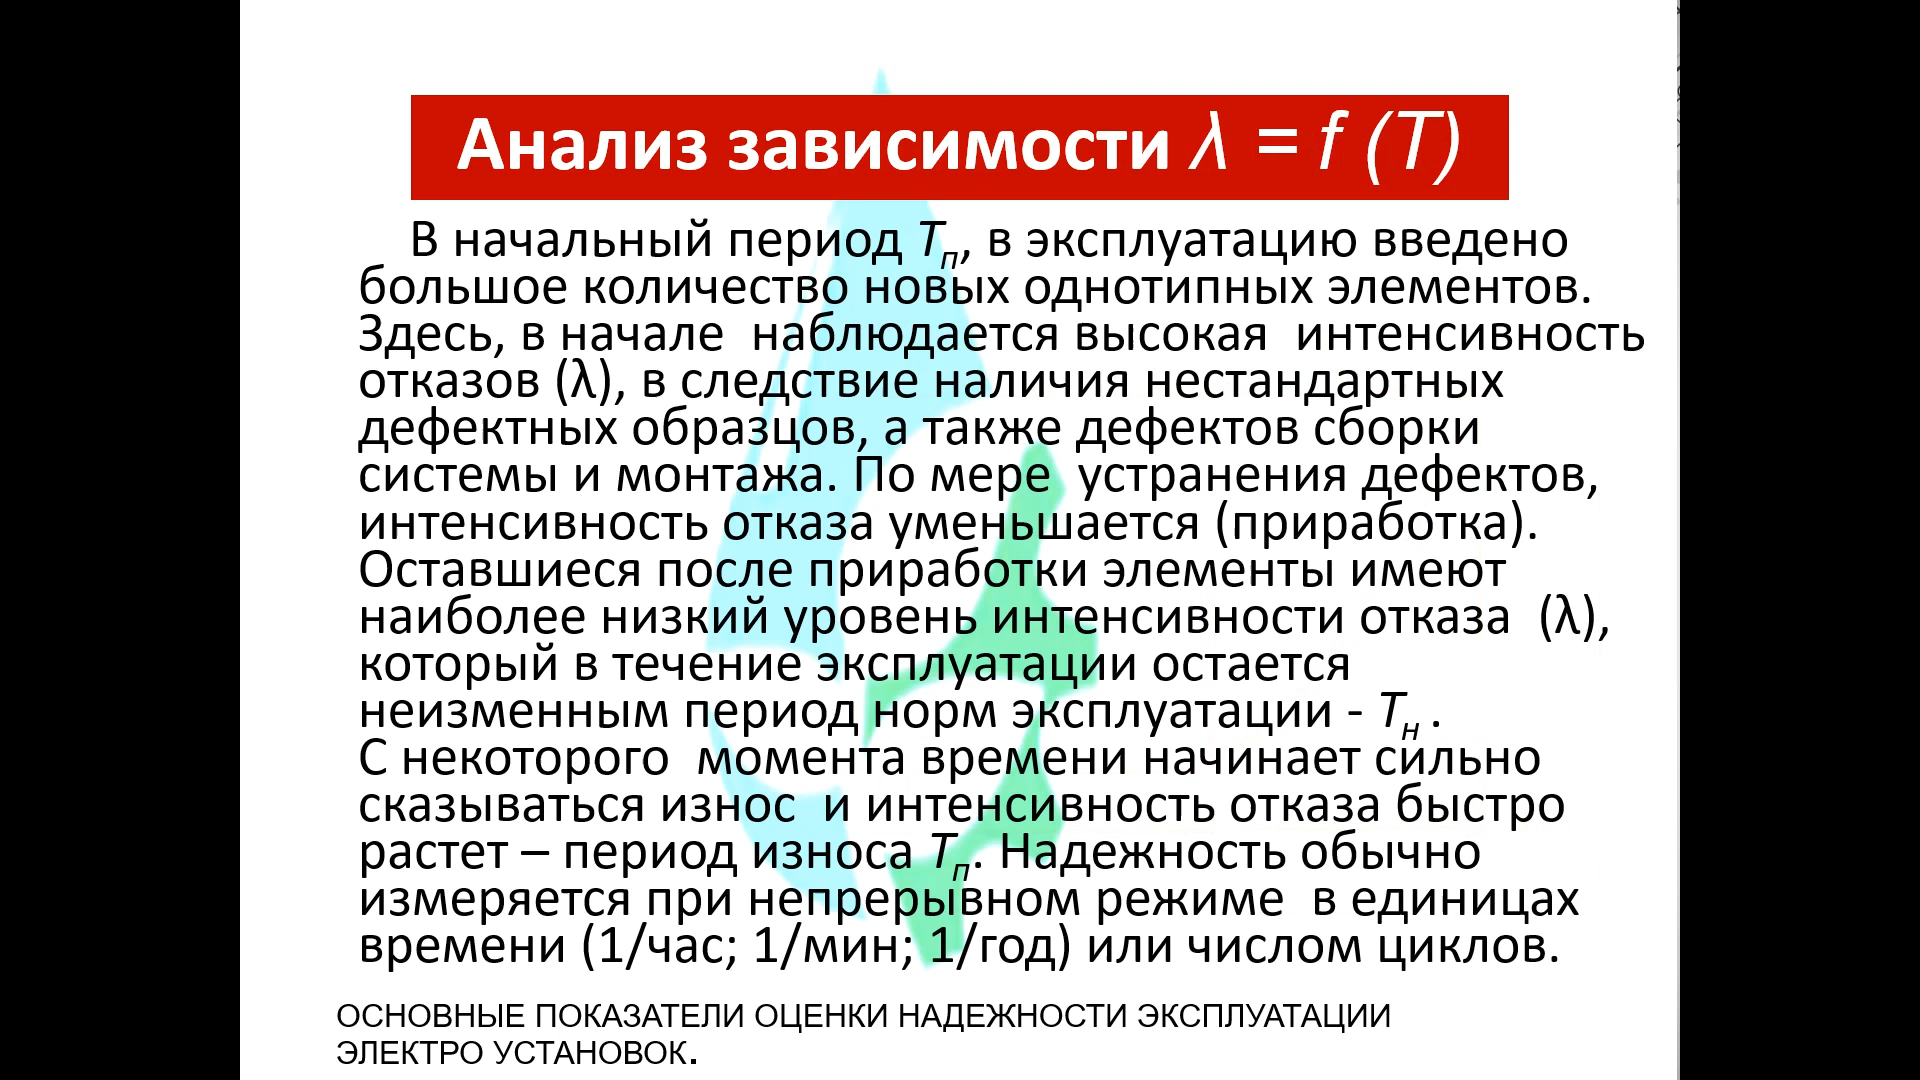 Анализ зависимости λ = f (T)
В начальный период Тп, в эксплуатацию введено
большое количество новых однотипных элементов.
Здесь, в начале наблюдается высокая интенсивность
отказов (λ), в следствие наличия нестандартных
дефектных образцов, а также дефектов сборки
системы и монтажа. По мере устранения дефектов,
интенсивность отказа уменьшается (приработка).
Оставшиеся после приработки элементы имеют
наиболее низкий уровень интенсивности отказа (λ),
который в течение эксплуатации остается
неизменным период норм эксплуатации - Тн .
С некоторого момента времени начинает сильно
сказываться износ и интенсивность отказа быстро
растет – период износа Тп. Надежность обычно
измеряется при непрерывном режиме в единицах
времени (1/час; 1/мин; 1/год) или числом циклов.
ОСНОВНЫЕ ПОКАЗАТЕЛИ ОЦЕНКИ НАДЕЖНОСТИ ЭКСПЛУАТАЦИИ
ЭЛЕКТРО УСТАНОВОК.